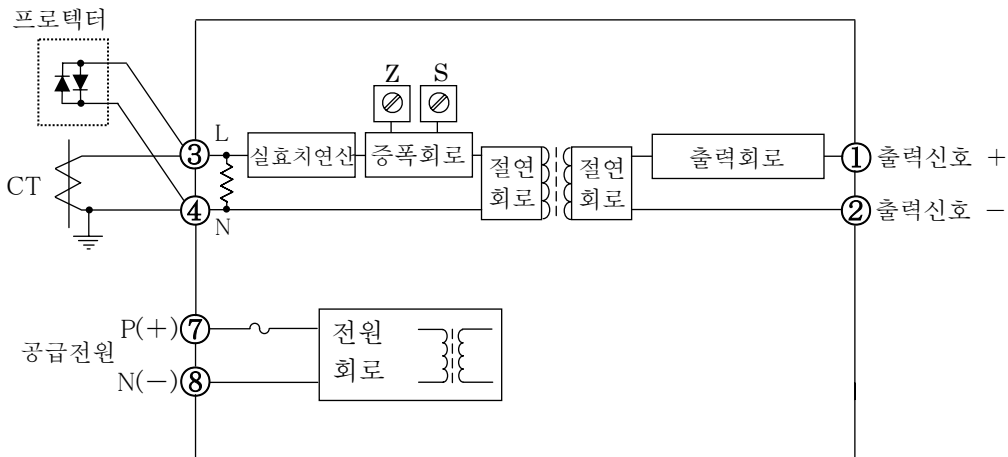 프로텍터
Z S
③ L
실효치연산
증폭회로
절연
회로
절연
회로
출력회로
① 출력신호 +
CT
④ N
② 출력신호 -
P(+) ⑦
공급전원
N(-) ⑧
전원
회로